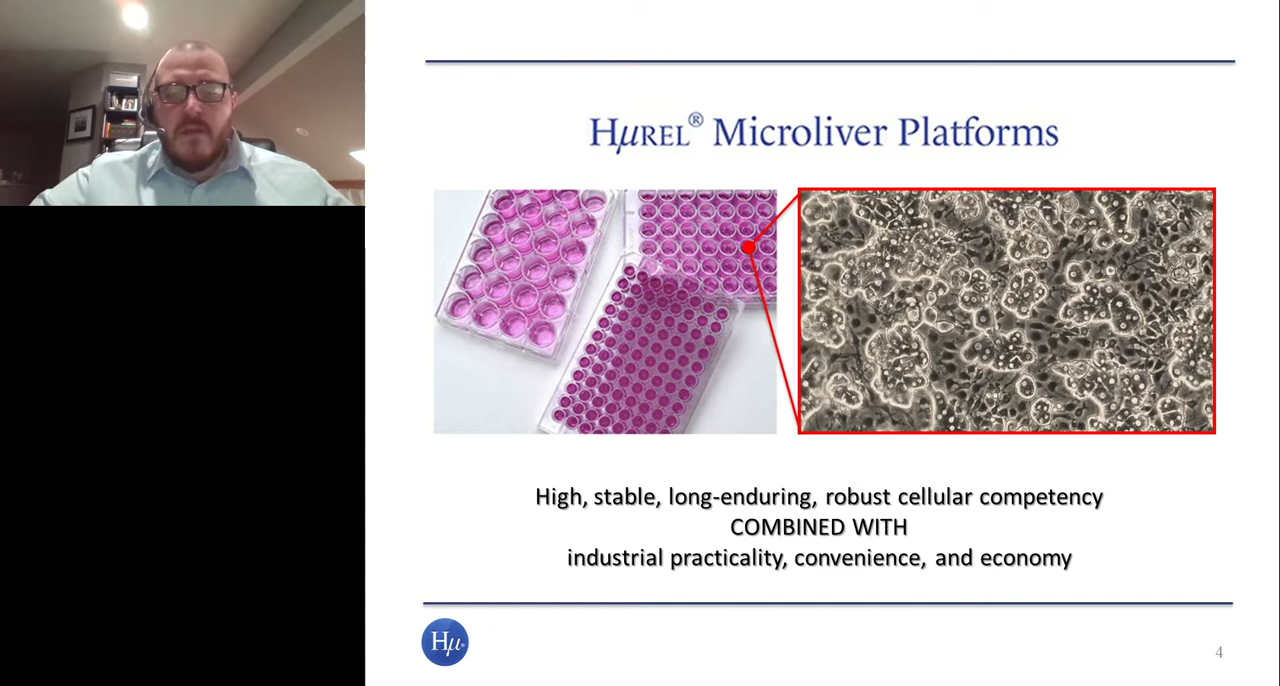 HμREL® Microliver Platforms
High, stable, long-enduring, robust cellular competency
COMBINED WITH
industrial practicality, convenience, and economy
Hμ®
4